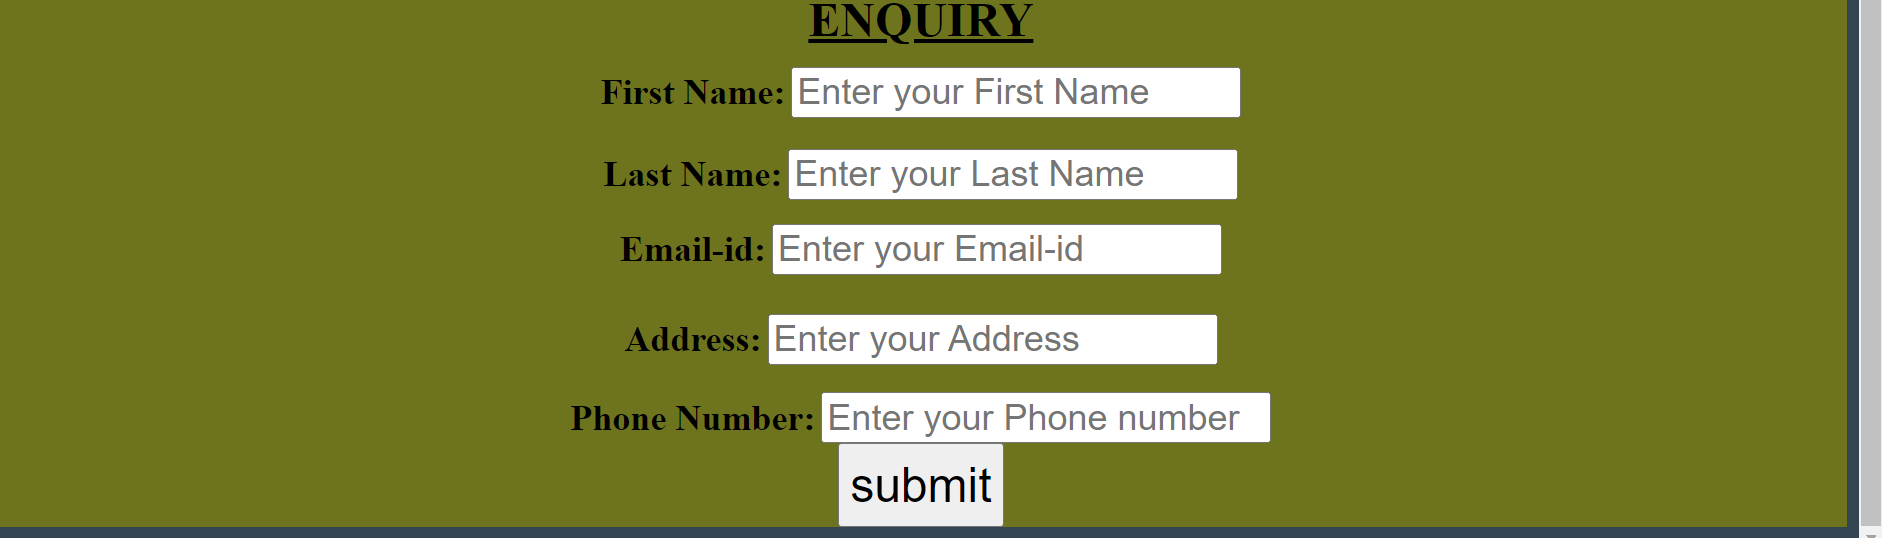 ENQUIRY
First Name: Enter your First Name
Last Name: Enter your Last Name
Email-id: Enter your Email-id
Address: Enter your Address
Phone Number: Enter your Phone number
submit